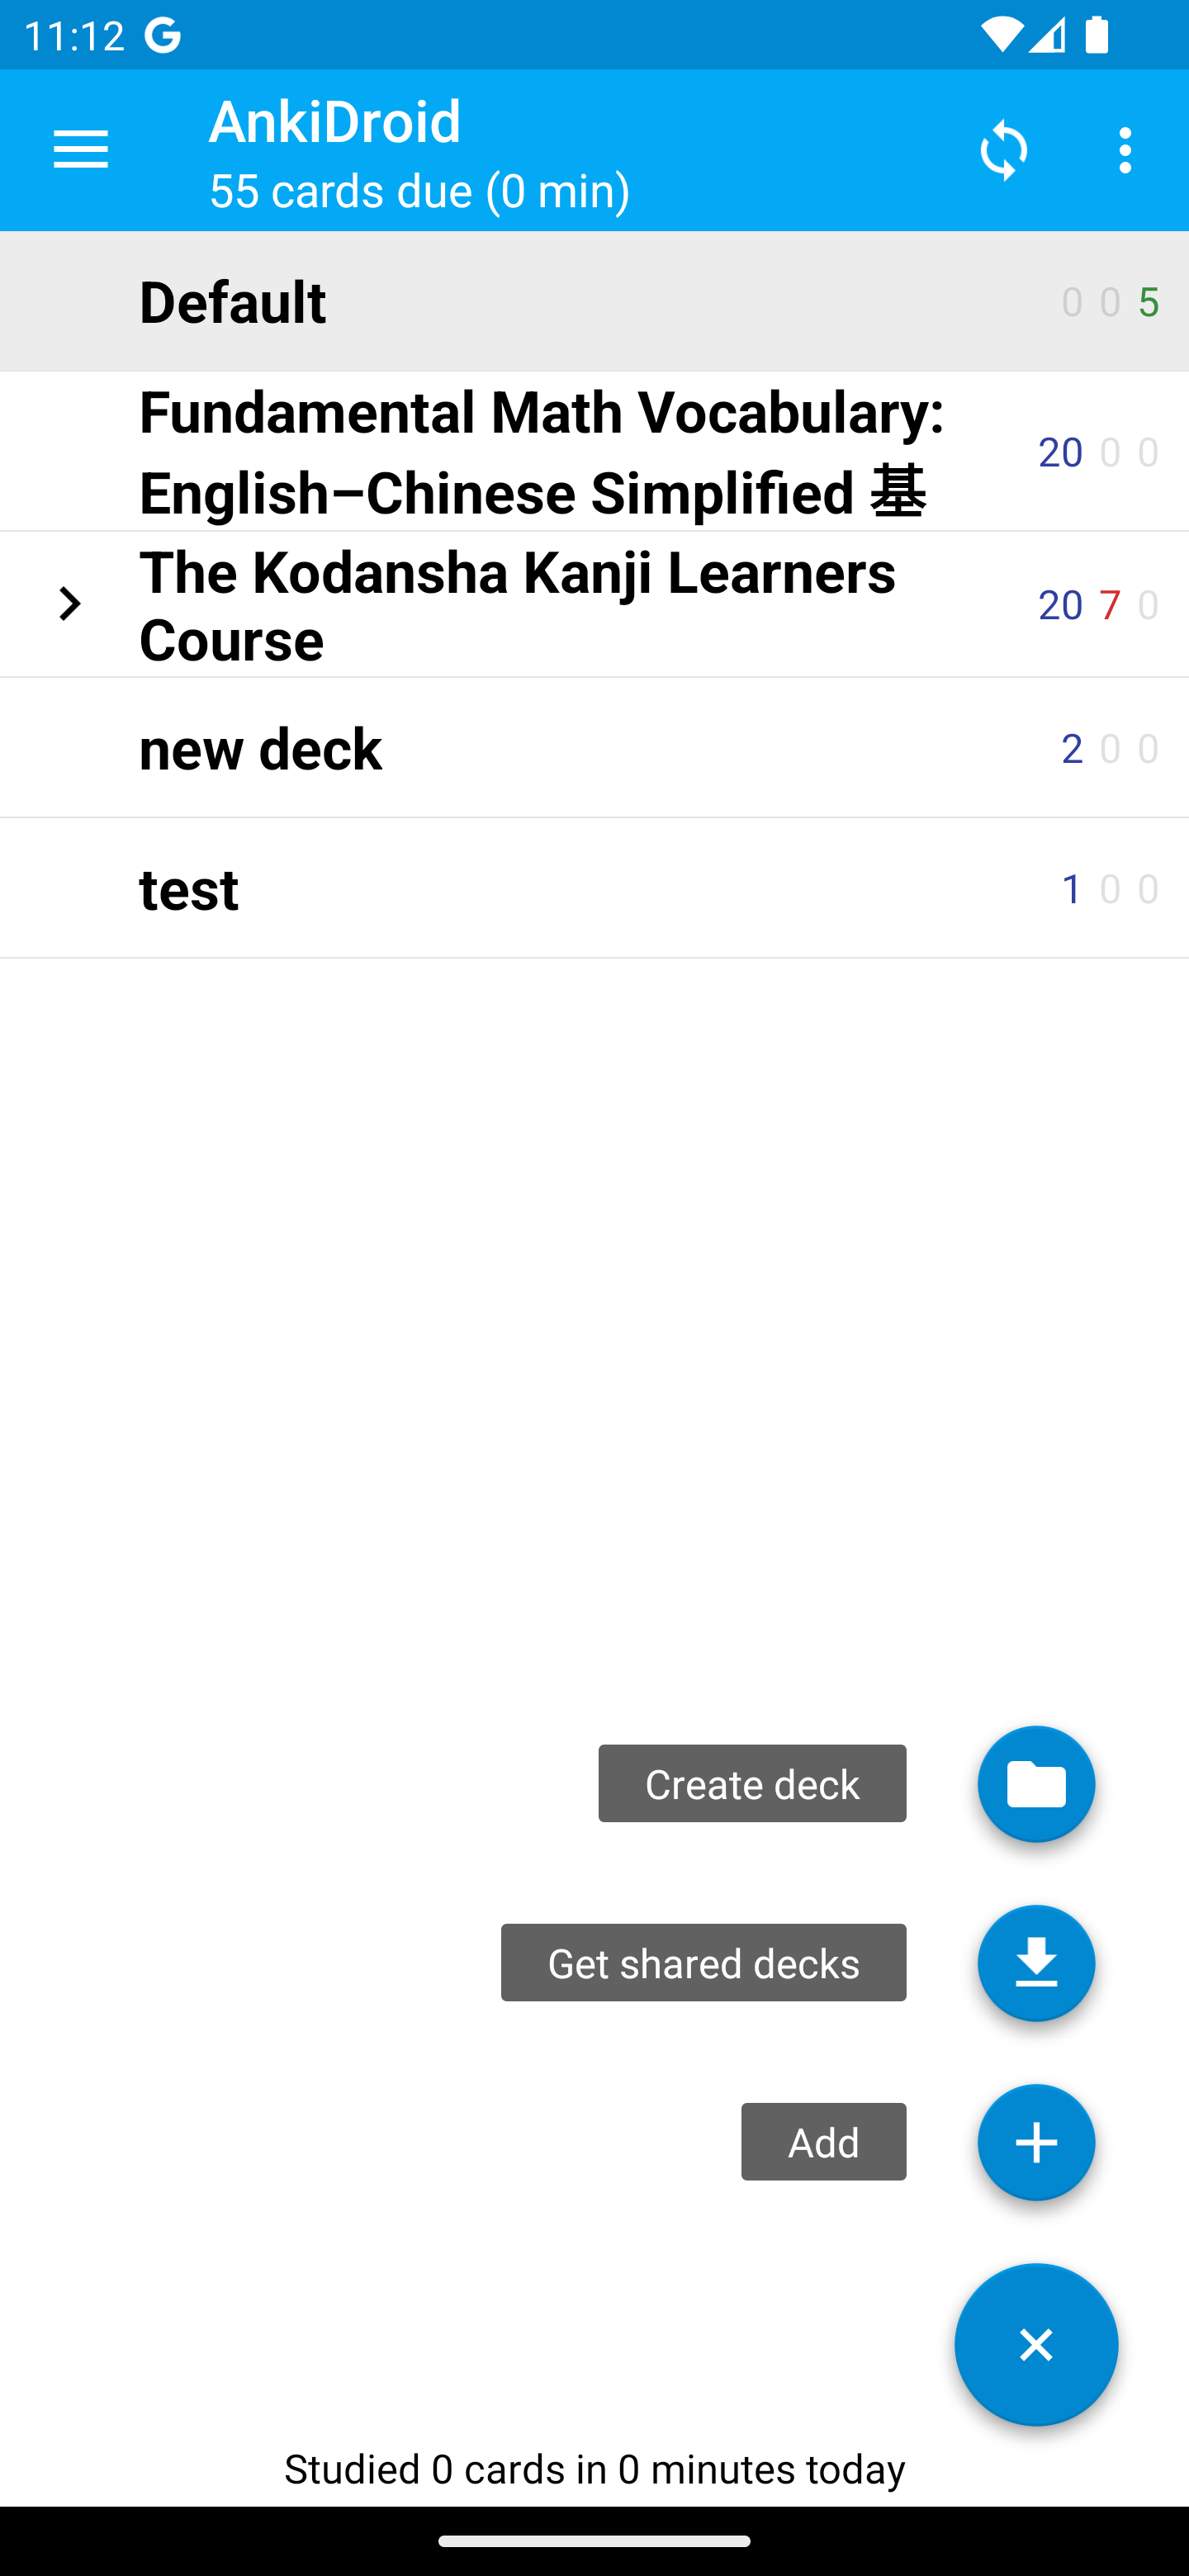 11:12
AnkiDroid
55 cards due (0 min)
Default 0 0 5
Fundamental Math Vocabulary:
English–Chinese Simplified 基 20 0 0
The Kodansha Kanji Learners
Course 20 7 0
new deck 2 0 0
test 1 0 0
Create deck
Get shared decks
Add
Studied 0 cards in 0 minutes today